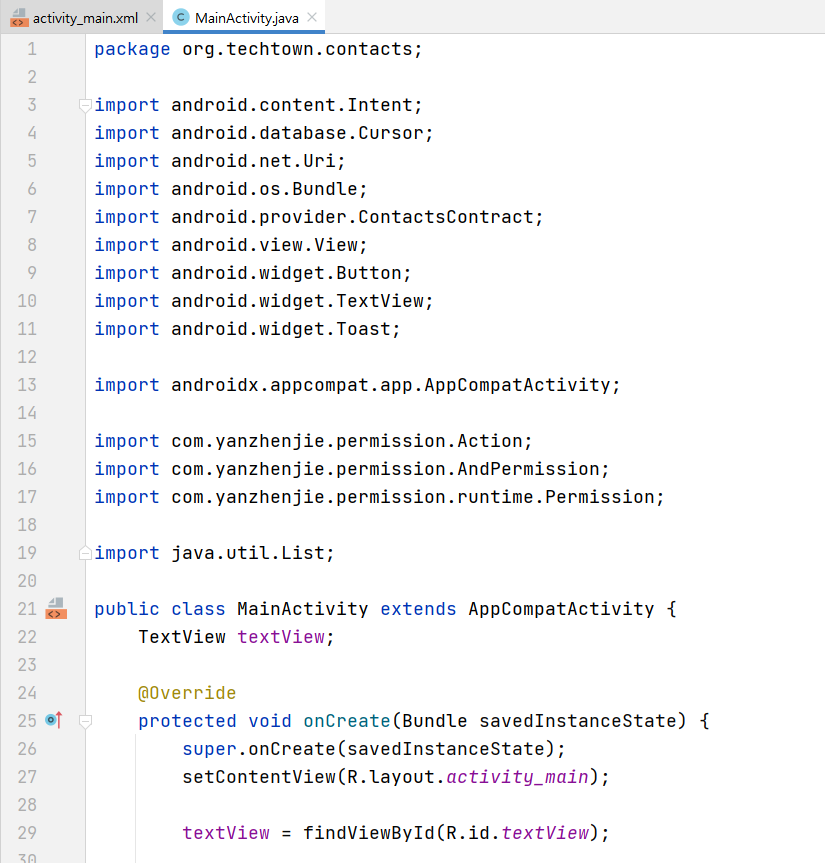 activity_main.xml MainActivity.java
1 package org.techtown.contacts;
2
3 import android.content.Intent;
4 import android.database.Cursor;
5 import android.net.Uri;
6 import android.os.Bundle;
7 import android.provider.ContactsContract;
8 import android.view.View;
9 import android.widget.Button;
10 import android.widget.TextView;
11 import android.widget.Toast;
12
13 import androidx.appcompat.app.AppCompatActivity;
14
15 import com.yanzhenjie.permission.Action;
16 import com.yanzhenjie.permission.AndPermission;
17 import com.yanzhenjie.permission.runtime.Permission;
18
19 import java.util.List;
20
21 public class MainActivity extends AppCompatActivity {
22     TextView textView;
23
24     @Override
25     protected void onCreate(Bundle savedInstanceState) {
26         super.onCreate(savedInstanceState);
27         setContentView(R.layout.activity_main);
28
29         textView = findViewById(R.id.textView);
30